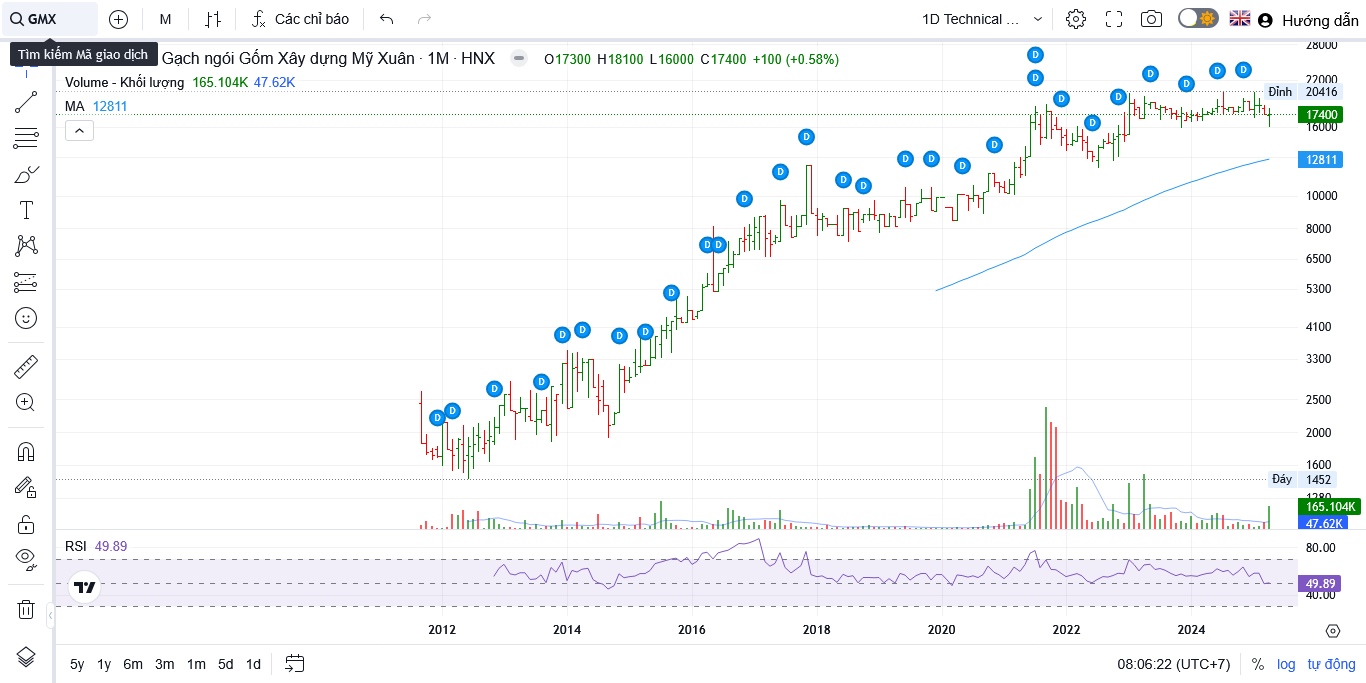 GMX
M
Các chỉ báo
1D Technical ...
Hướng dẫn
Tìm kiếm Mã giao dịch
Gạch ngói Gốm Xây dựng Mỹ Xuân · 1M · HNX
O17300 H18100 L16000 C17400 +100 (+0.58%)
Volume - Khối lượng 165.104K 47.62K
MA 12811
28000
22000
Đỉnh 20416
17400
16000
12811
10000
8000
6500
5300
4100
3300
2500
2000
1600
Đáy 1452
1280
165.104K
47.62K
D D D D D D D D D D D D D D D D D D D D D D D D D D D D D D D
RSI 49.89
80.00
49.89
40.00
2012 2014 2016 2018 2020 2022 2024
5y 1y 6m 3m 1m 5d 1d
08:06:22 (UTC+7) % log tự động